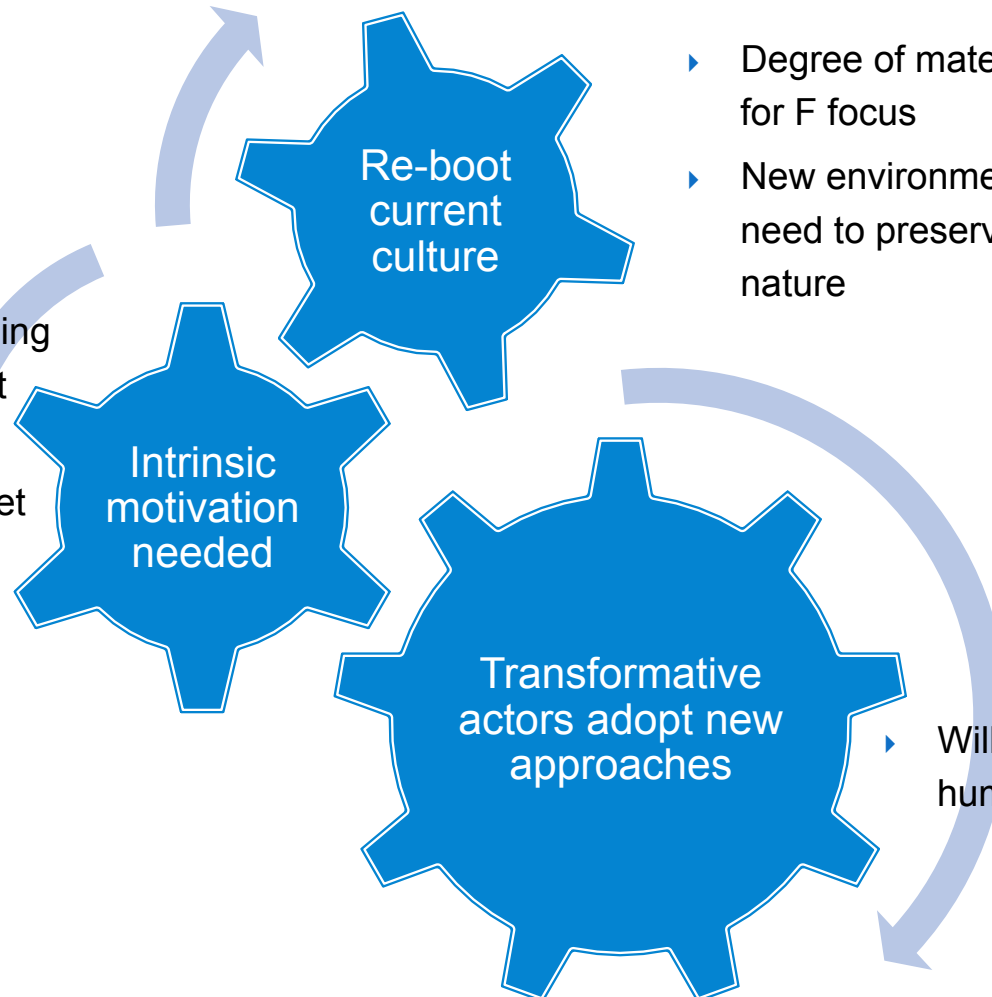 Re-boot
current
culture
Degree of mate
for F focus
New environme
need to preserv
nature
ing
t
et
Intrinsic
motivation
needed
Transformative
actors adopt new
approaches
Will
hun